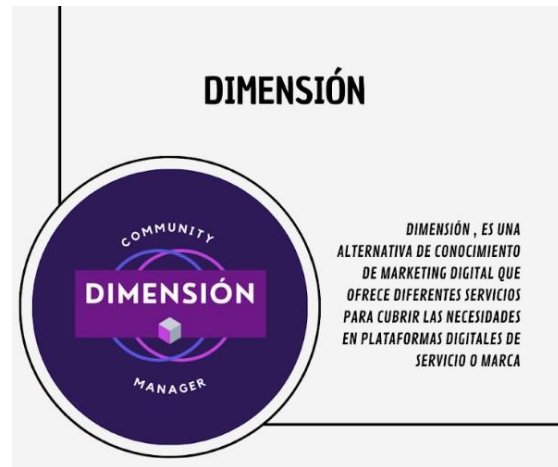 DIMENSIÓN
COMMUNITY
DIMENSIÓN
MANAGER
DIMENSIÓN , ES UNA
ALTERNATIVA DE CONOCIMIENTO
DE MARKETING DIGITAL QUE
OFRECE DIFERENTES SERVICIOS
PARA CUBRIR LAS NECESIDADES
EN PLATAFORMAS DIGITALES DE
SERVICIO O MARCA